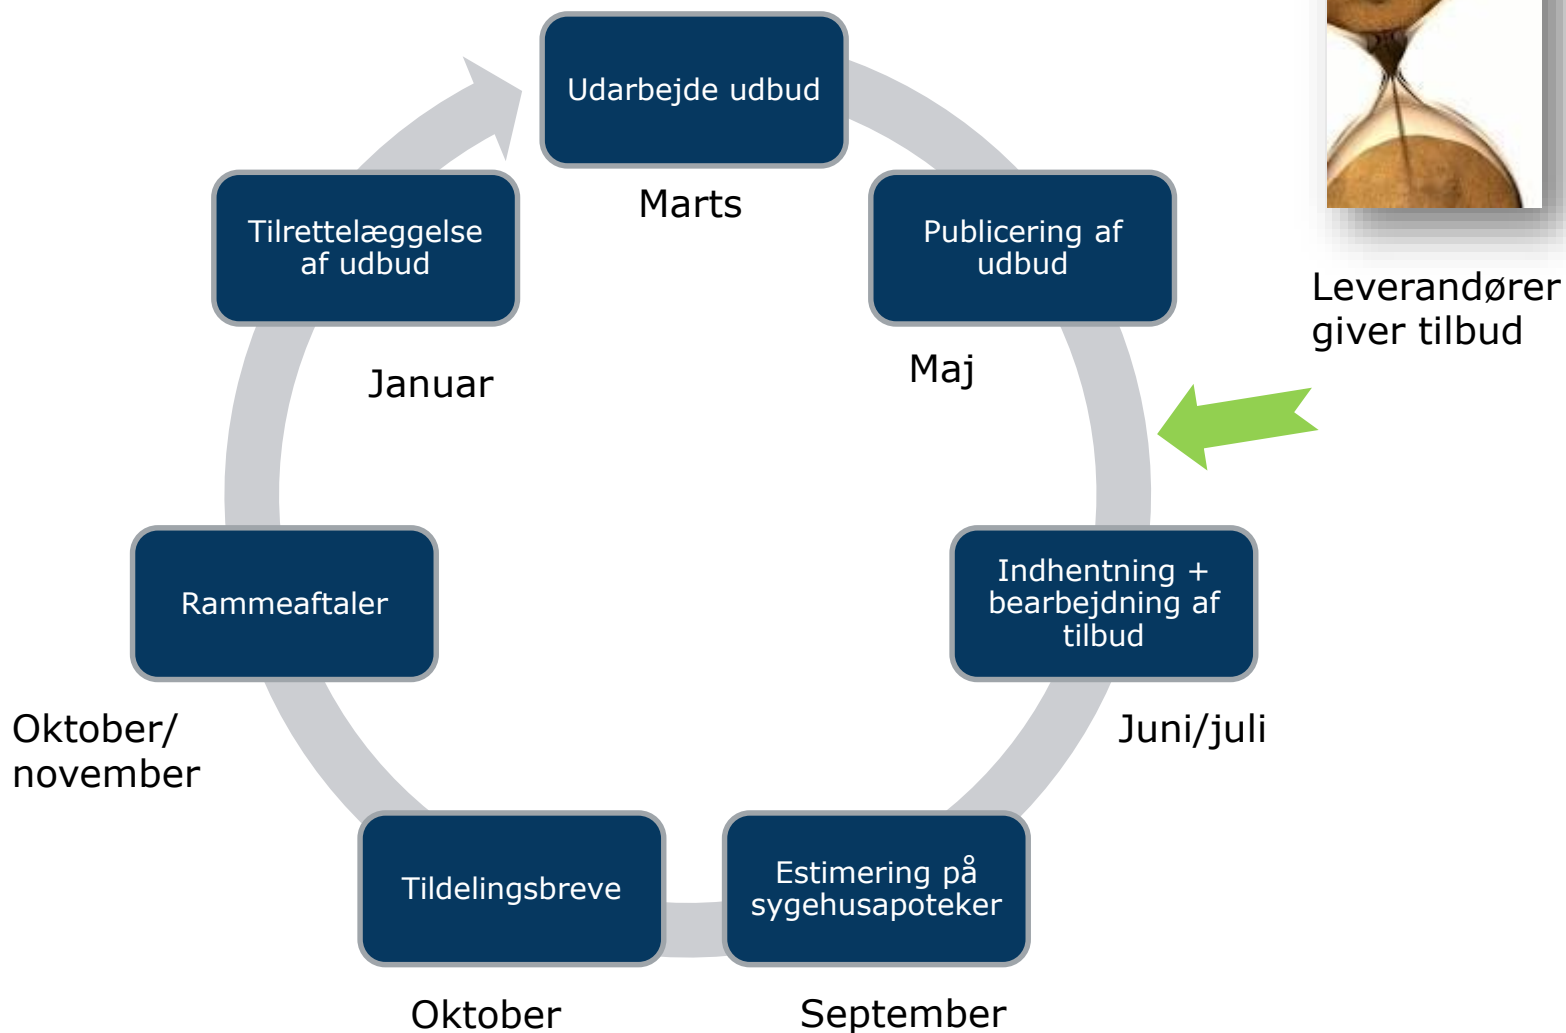 Udarbejde udbud
Marts
Publicering af
udbud
Maj
Leverandører
giver tilbud
Indhentning +
bearbejdning af
tilbud
Juni/juli
Estimering på
sygehusapoteker
September
Tildelingsbreve
Oktober
Rammeaftaler
Oktober/
november
Tilrettelæggelse
af udbud
Januar